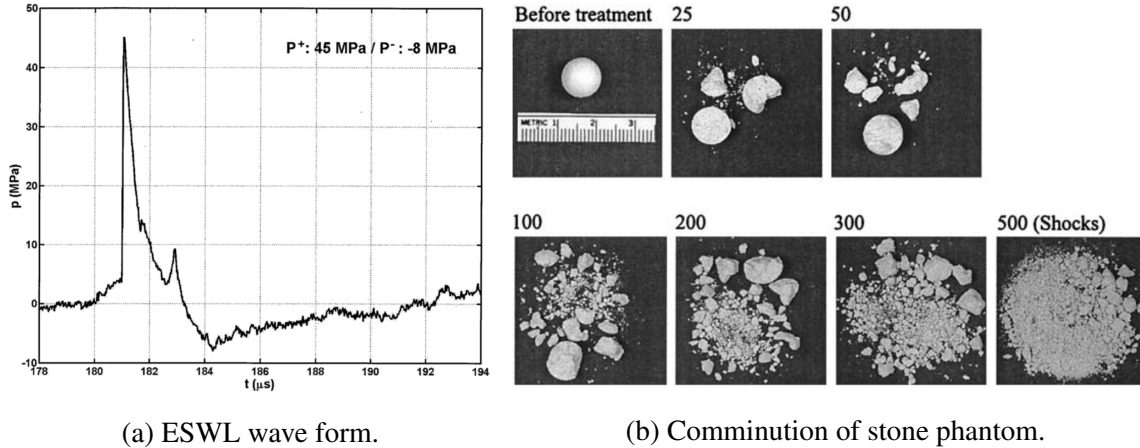 P⁺: 45 MPa / P⁻ : -8 MPa
p (MPa)
50
40
30
20
10
0
-10
178 180 182 184 186 188 190 192 194
t (μs)
(a) ESWL wave form.
Before treatment 25 50
METRIC 1 2 3
100 200 300 500 (Shocks)
(b) Comminution of stone phantom.